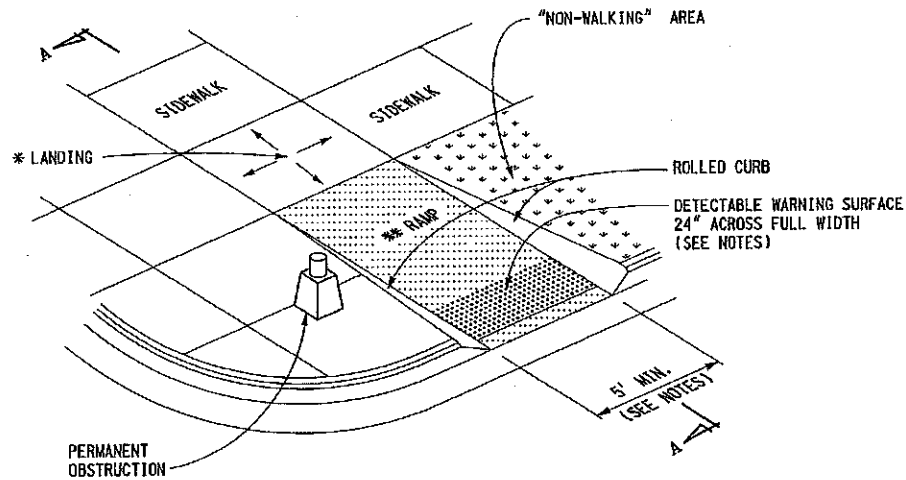 "NON-WALKING" AREA
A
SIDEWALK
SIDEWALK
* LANDING
ROLLED CURB
DETECTABLE WARNING SURFACE
24" ACROSS FULL WIDTH
(SEE NOTES)
** RAMP
5' MIN.
(SEE NOTES)
A
PERMANENT
OBSTRUCTION